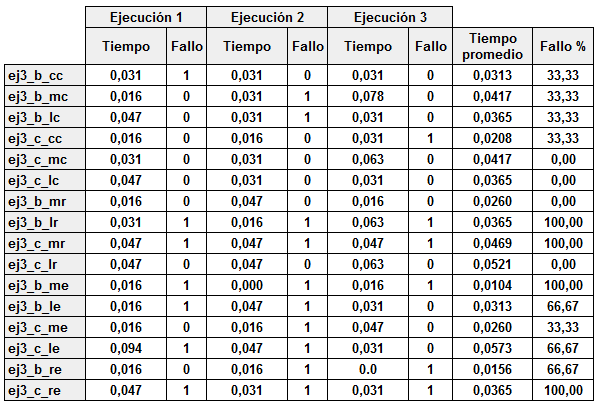 Ejecución 1 Ejecución 2 Ejecución 3
Tiempo Fallo Tiempo Fallo Tiempo Fallo Tiempo promedio Fallo %
ej3_b_cc 0,031 1 0,031 0 0,031 0 0,0313 33,33
ej3_b_mc 0,016 0 0,031 1 0,078 0 0,0417 33,33
ej3_b_lc 0,047 0 0,031 1 0,031 0 0,0365 33,33
ej3_c_cc 0,016 0 0,016 0 0,031 1 0,0208 33,33
ej3_c_mc 0,031 0 0,031 0 0,063 0 0,0417 0,00
ej3_c_lc 0,047 0 0,031 0 0,031 0 0,0365 0,00
ej3_b_mr 0,016 0 0,047 0 0,016 0 0,0260 0,00
ej3_b_lr 0,031 1 0,016 1 0,063 1 0,0365 100,00
ej3_c_mr 0,047 1 0,047 1 0,047 1 0,0469 100,00
ej3_c_lr 0,047 0 0,047 0 0,063 0 0,0521 0,00
ej3_b_me 0,016 1 0,000 1 0,016 1 0,0104 100,00
ej3_b_le 0,016 1 0,047 1 0,031 0 0,0313 66,67
ej3_c_me 0,016 0 0,016 1 0,047 0 0,0260 33,33
ej3_c_le 0,094 1 0,047 1 0,031 0 0,0573 66,67
ej3_b_re 0,016 0 0,016 1 0.0 1 0,0156 66,67
ej3_c_re 0,047 1 0,031 1 0,031 1 0,0365 100,00